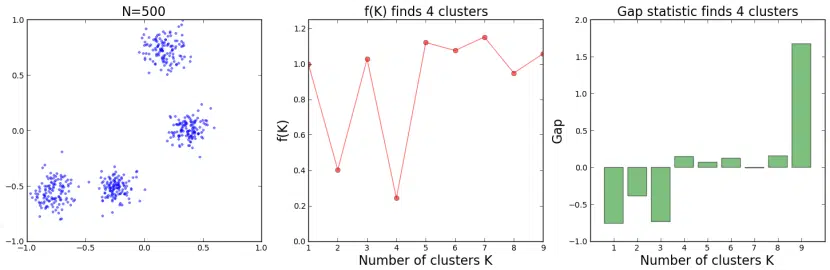 N=500
1.0
0.5
0.0
−0.5
−1.0
−1.0 −0.5 0.0 0.5 1.0
f(K) finds 4 clusters
f(K)
1.2
1.0
0.8
0.6
0.4
0.2
0.0
1 2 3 4 5 6 7 8 9
Number of clusters K
Gap statistic finds 4 clusters
Gap
2.0
1.5
1.0
0.5
0.0
−0.5
−1.0
1 2 3 4 5 6 7 8 9
Number of clusters K